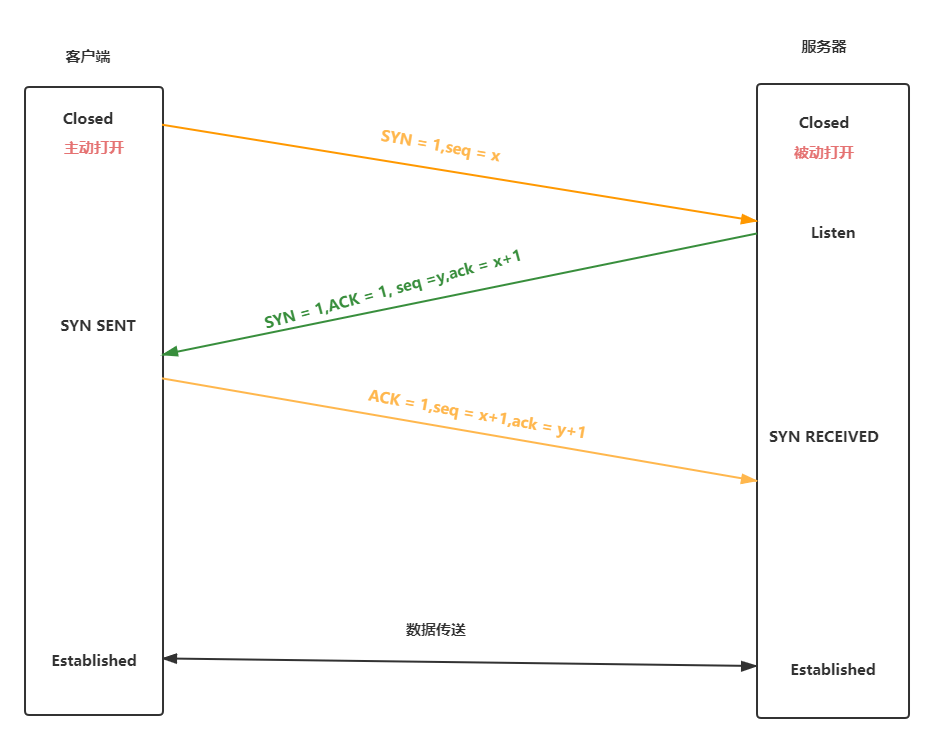 客户端
服务器
Closed
主动打开
Closed
被动打开
SYN = 1,seq = x
Listen
SYN = 1,ACK = 1, seq =y,ack = x+1
SYN SENT
ACK = 1,seq = x+1,ack = y+1
SYN RECEIVED
数据传送
Established
Established